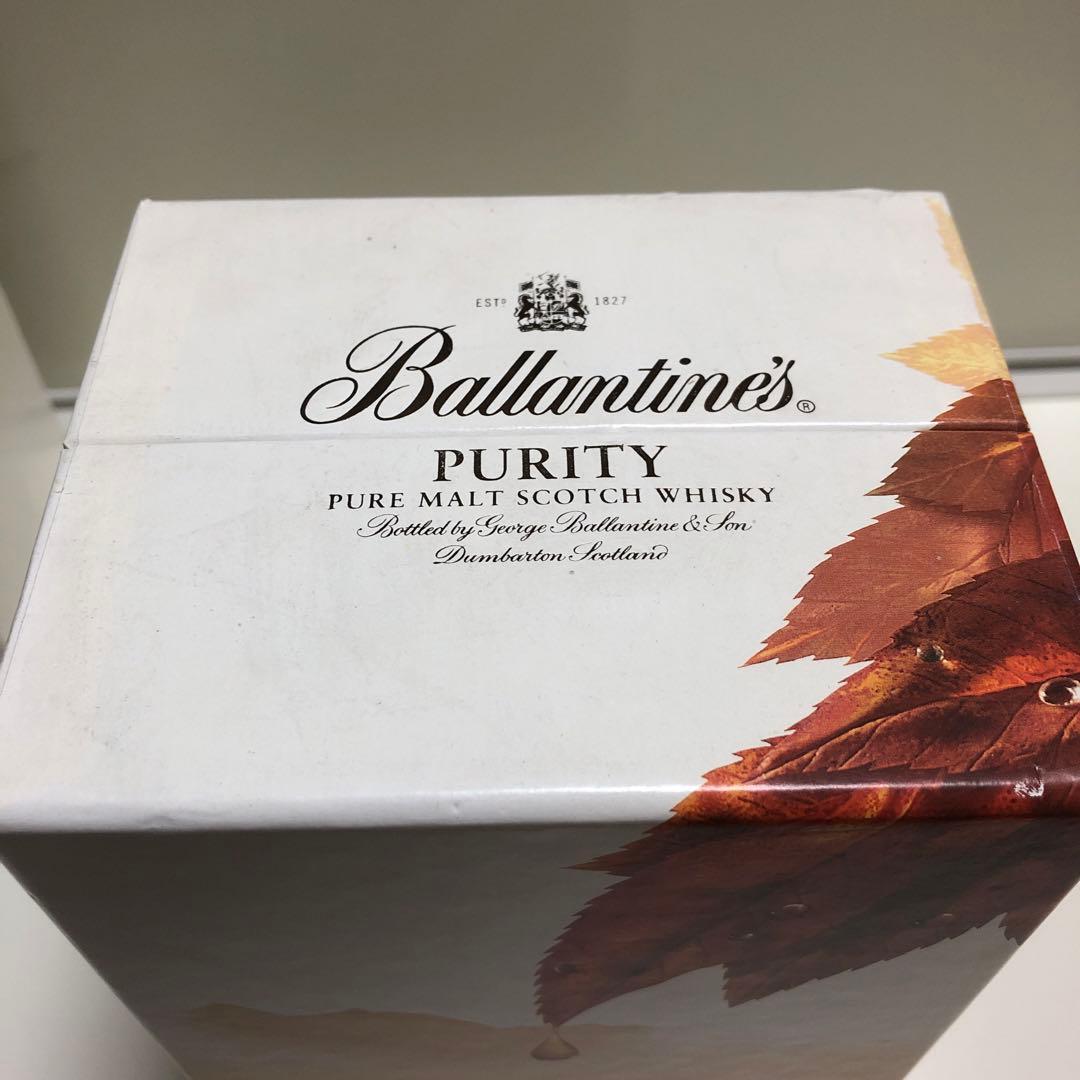 ESTD 1827
Ballantine's®
PURITY
PURE MALT SCOTCH WHISKY
Bottled by George Ballantine & Son
Dumbarton Scotland